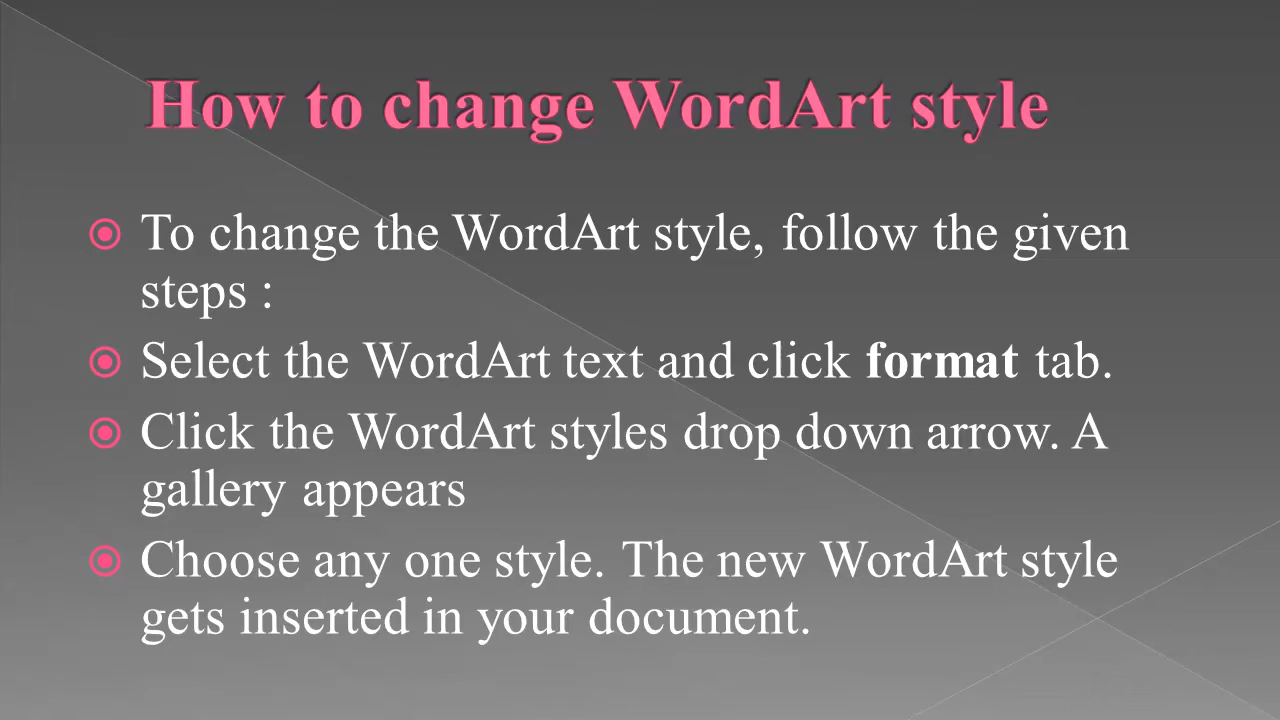 How to change WordArt style
To change the WordArt style, follow the given
steps :
Select the WordArt text and click format tab.
Click the WordArt styles drop down arrow. A
gallery appears
Choose any one style. The new WordArt style
gets inserted in your document.